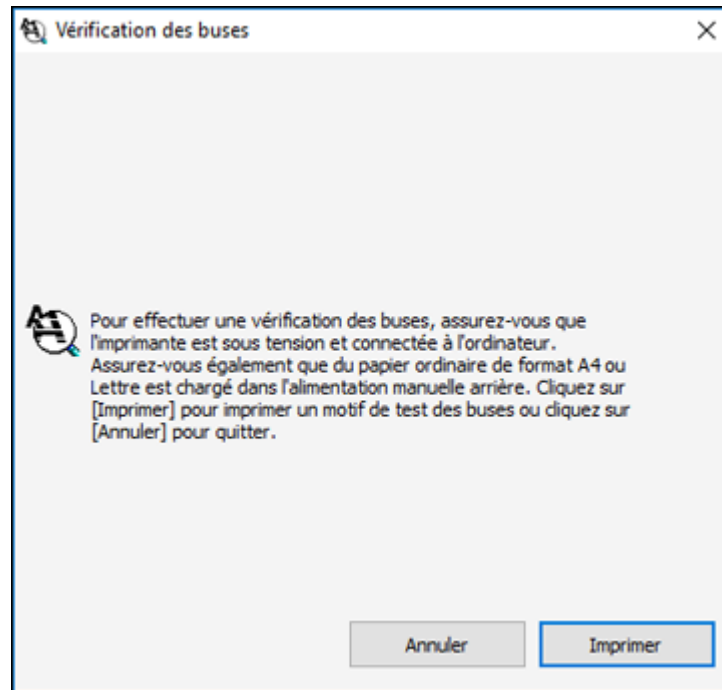 Vérification des buses
Pour effectuer une vérification des buses, assurez-vous que
l'imprimante est sous tension et connectée à l'ordinateur.
Assurez-vous également que du papier ordinaire de format A4 ou
Lettre est chargé dans l'alimentation manuelle arrière. Cliquez sur
[Imprimer] pour imprimer un motif de test des buses ou cliquez sur
[Annuler] pour quitter.
Annuler
Imprimer